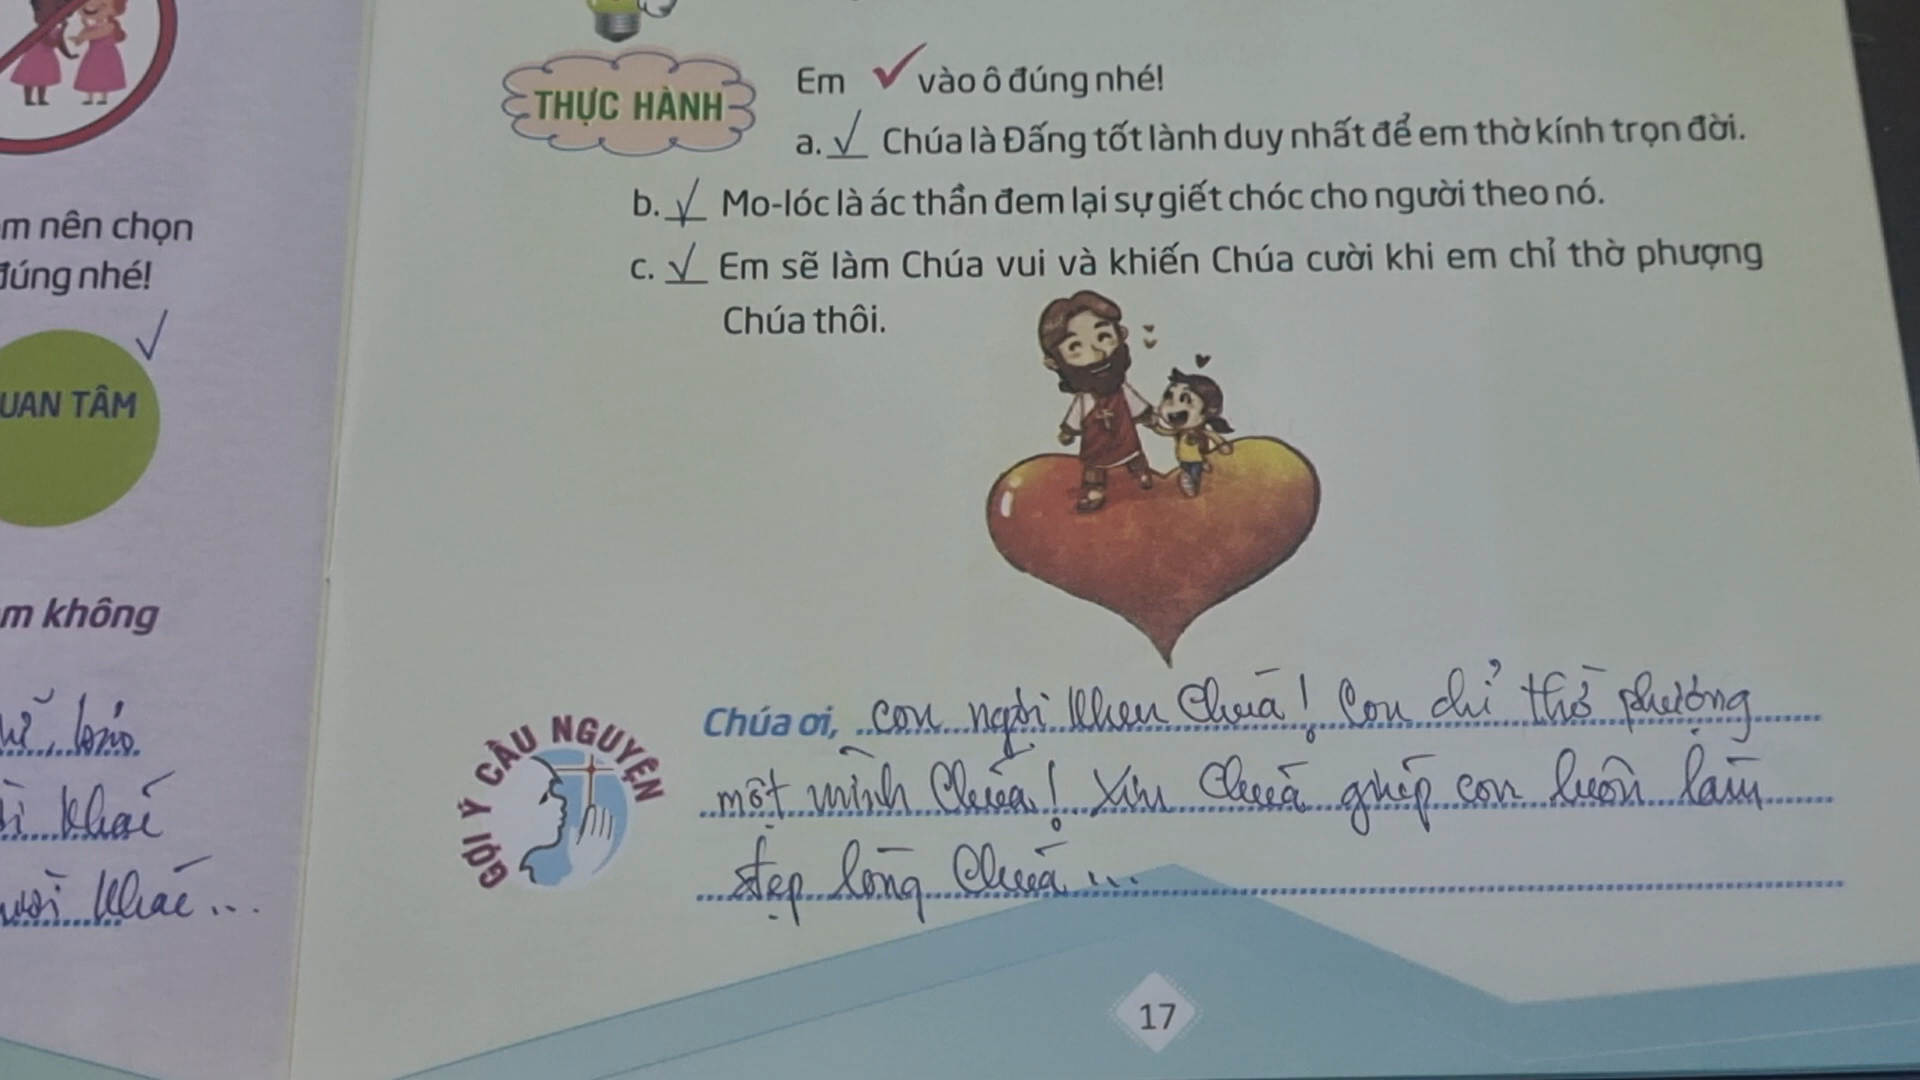 m nên chọn
đúng nhé!
UAN TÂM
m không
khác
khác...
THỰC HÀNH
Em ✓ vào ô đúng nhé!
a. ✓ Chúa là Đấng tốt lành duy nhất để em thờ kính trọn đời.
b. ✓ Mo-lóc là ác thần đem lại sự giết chóc cho người theo nó.
c. ✓ Em sẽ làm Chúa vui và khiến Chúa cười khi em chỉ thờ phượng
Chúa thôi.
GỢI Ý CẦU NGUYỆN
Chúa ơi, con ngợi khen Chúa! Con chỉ thờ phượng
một mình Chúa! Xin Chúa giúp con luôn làm
đẹp lòng Chúa...
17